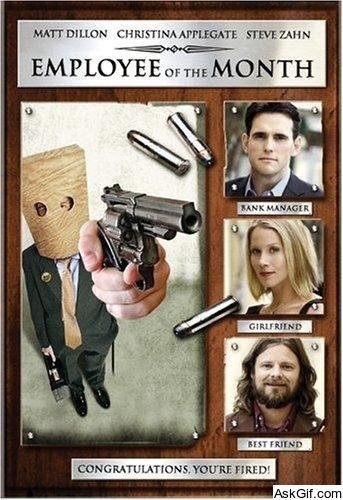 MATT DILLON CHRISTINA APPLEGATE STEVE ZAHN
EMPLOYEE OF THE MONTH
BANK MANAGER
GIRLFRIEND
BEST FRIEND
CONGRATULATIONS, YOU'RE FIRED!
AskGif.com